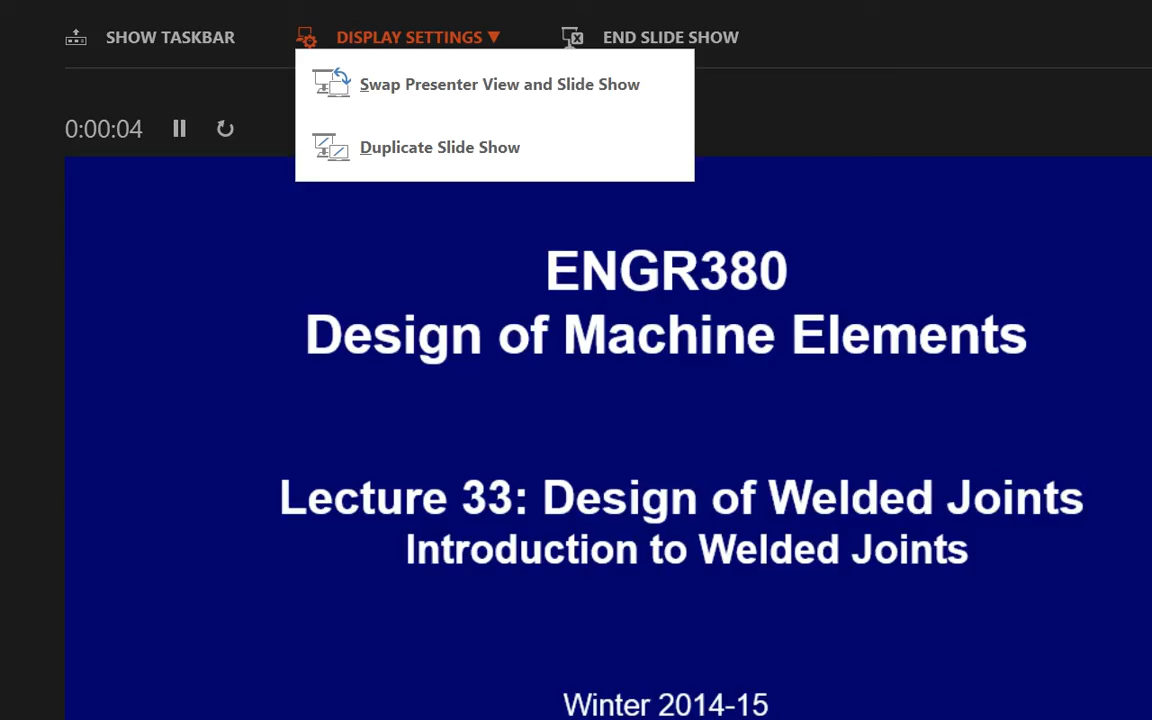 SHOW TASKBAR DISPLAY SETTINGS ▼ END SLIDE SHOW
Swap Presenter View and Slide Show
0:00:04
Duplicate Slide Show
ENGR380
Design of Machine Elements
Lecture 33: Design of Welded Joints
Introduction to Welded Joints
Winter 2014-15